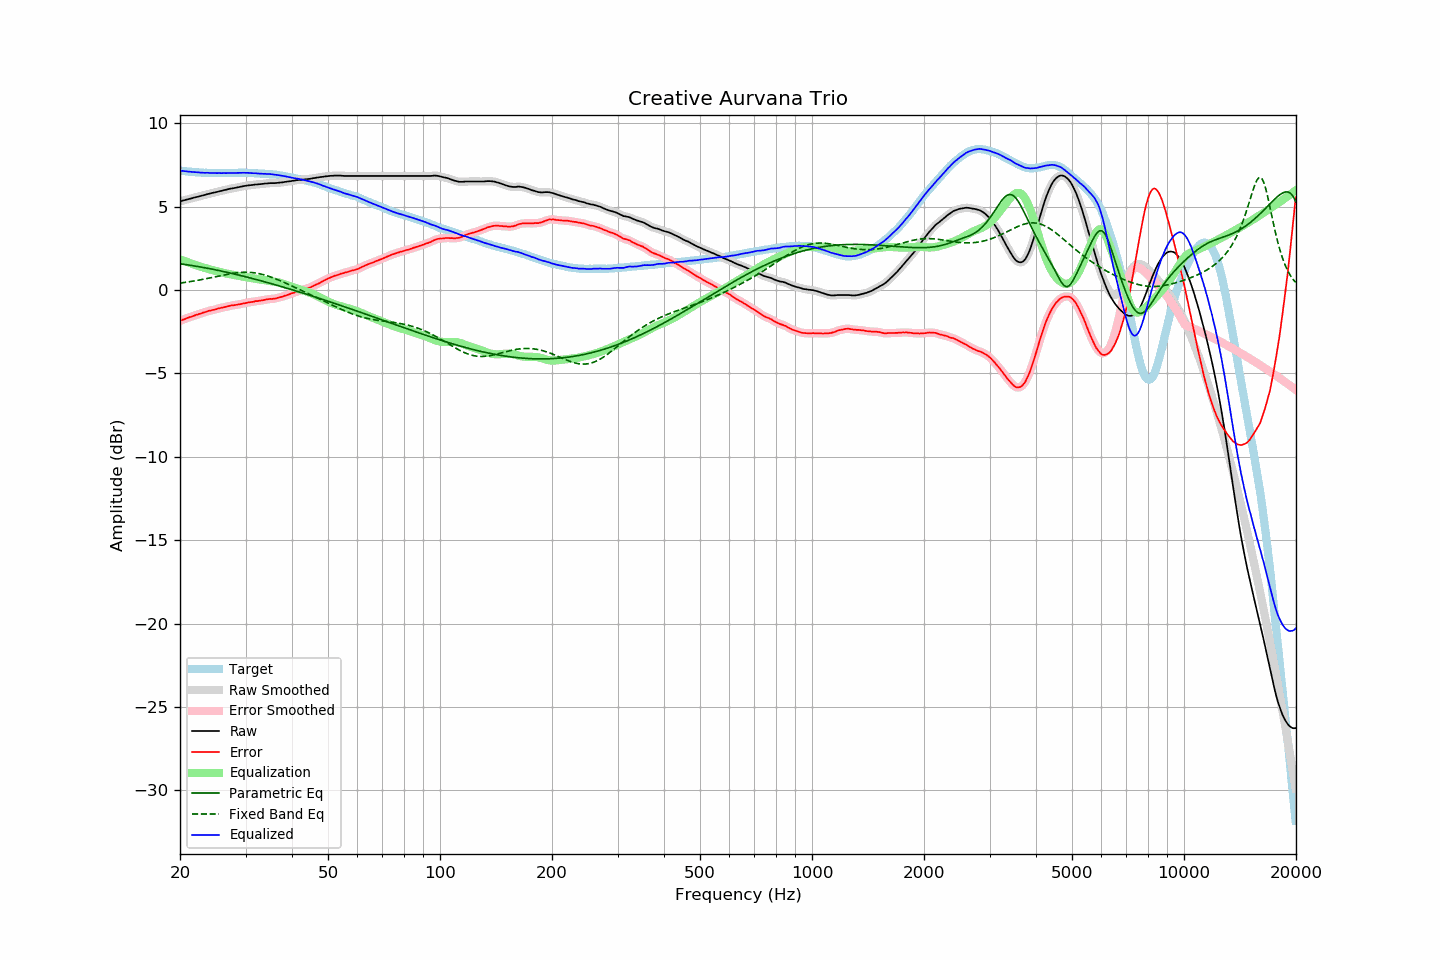 Creative Aurvana Trio
10
5
0
−5
−10
−15
−20
−25
−30
Amplitude (dBr)
Target
Raw Smoothed
Error Smoothed
Raw
Error
Equalization
Parametric Eq
Fixed Band Eq
Equalized
20 50 100 200 500 1000 2000 5000 10000 20000
Frequency (Hz)